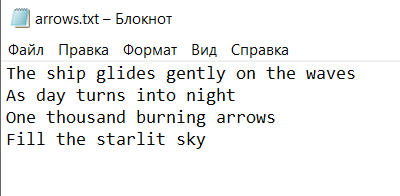 arrows.txt – Блокнот
Файл Правка Формат Вид Справка
The ship glides gently on the waves
As day turns into night
One thousand burning arrows
Fill the starlit sky